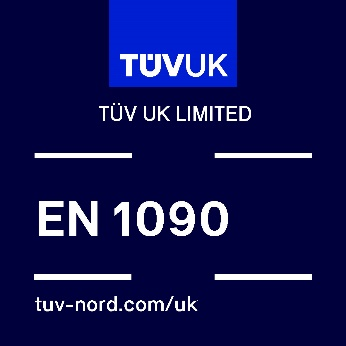 TÜVUK
TÜV UK LIMITED
EN 1090
tuv-nord.com/uk